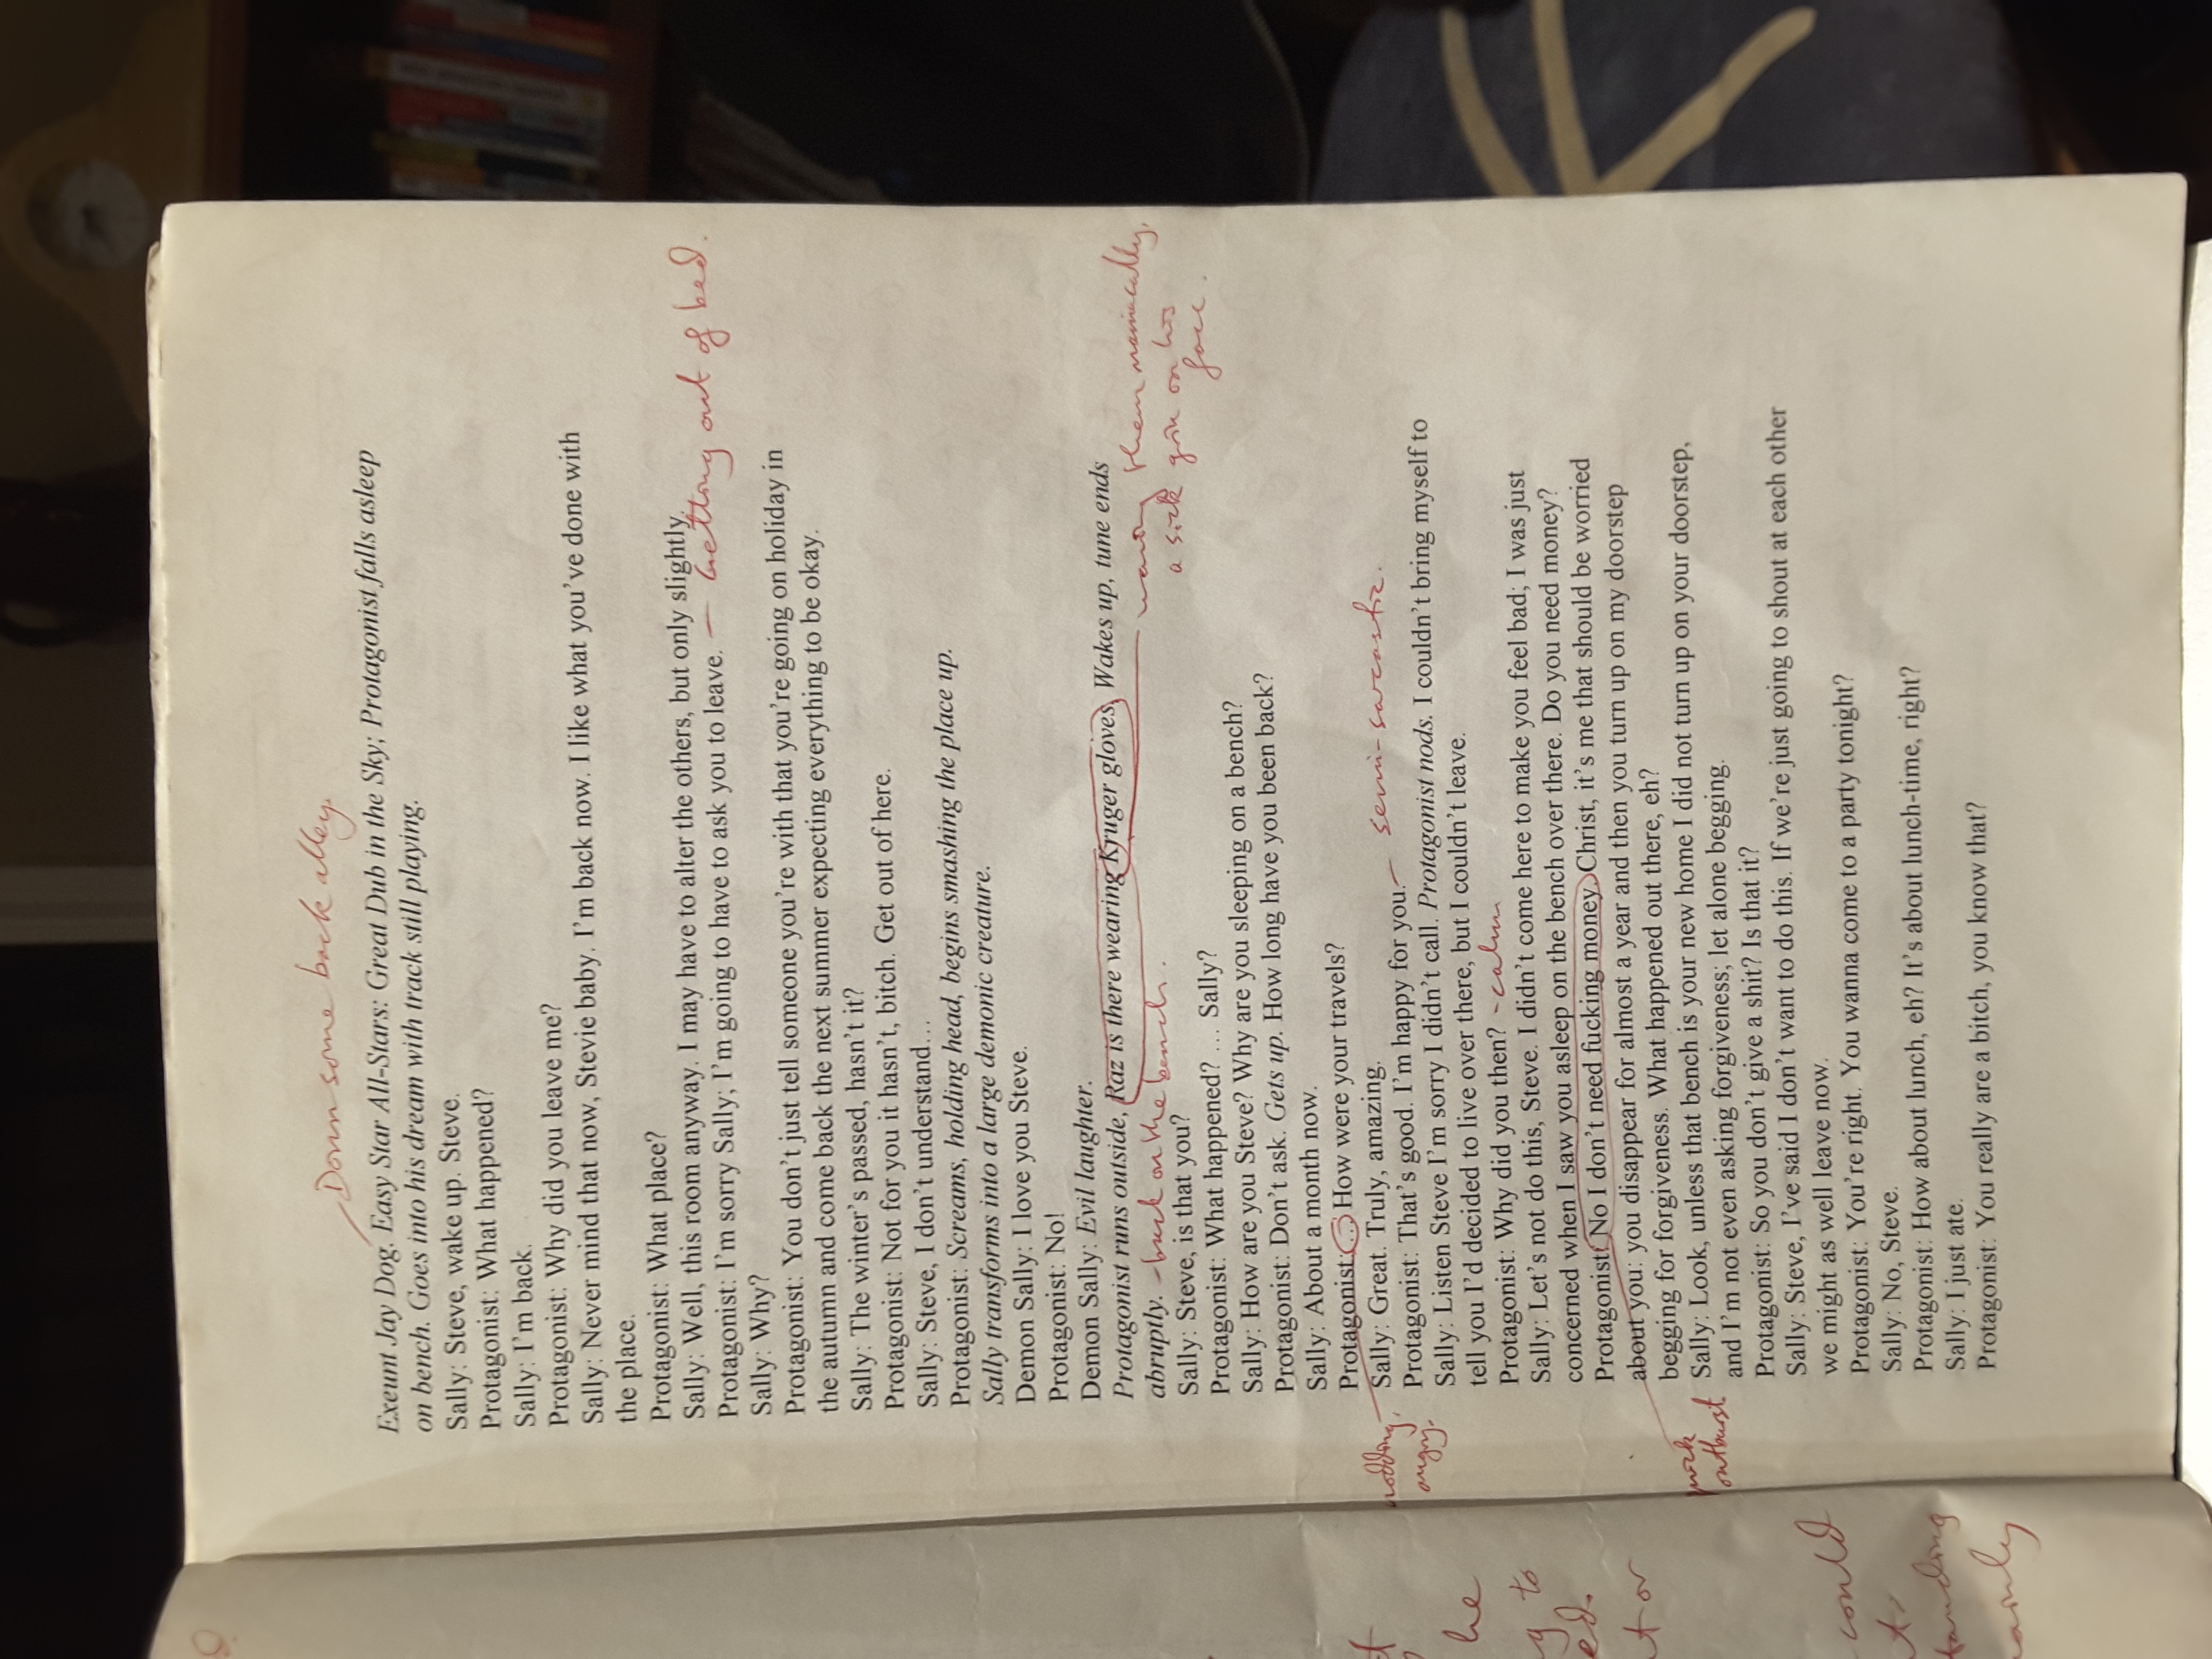 Down some back alley.
Exeunt Jay Dog. Easy Star All-Stars: Great Dub in the Sky; Protagonist falls asleep
on bench. Goes into his dream with track still playing.
Sally: Steve, wake up. Steve.
Protagonist: What happened?
Sally: I'm back.
Protagonist: Why did you leave me?
Sally: Never mind that now, Stevie baby. I'm back now. I like what you've done with
the place.
Protagonist: What place?
Sally: Well, this room anyway. I may have to alter the others, but only slightly.
Protagonist: I'm sorry Sally; I'm going to have to ask you to leave. — Getting out of bed.
Sally: Why?
Protagonist: You don't just tell someone you're with that you're going on holiday in
the autumn and come back the next summer expecting everything to be okay.
Sally: The winter's passed, hasn't it?
Protagonist: Not for you it hasn't, bitch. Get out of here.
Sally: Steve, I don't understand…
Protagonist: Screams, holding head, begins smashing the place up.
Sally transforms into a large demonic creature.
Demon Sally: I love you Steve.
Protagonist: No!
Demon Sally: Evil laughter.
Protagonist runs outside, Raz is there wearing Kruger gloves. Wakes up, tune ends
waving them maniacally,
abruptly. - back on the bench.
a sick grin on his
face.
Sally: Steve, is that you?
Protagonist: What happened? … Sally?
Sally: How are you Steve? Why are you sleeping on a bench?
Protagonist: Don't ask. Gets up. How long have you been back?
Sally: About a month now.
Protagonist: … How were your travels?
nodding,
angry.
Sally: Great. Truly, amazing.
Protagonist: That's good. I'm happy for you. — semi-sarcastic.
Sally: Listen Steve I'm sorry I didn't call. Protagonist nods. I couldn't bring myself to
tell you I'd decided to live over there, but I couldn't leave.
Protagonist: Why did you then? - calm
Sally: Let's not do this, Steve. I didn't come here to make you feel bad; I was just
concerned when I saw you asleep on the bench over there. Do you need money?
Protagonist: No I don't need fucking money. Christ, it's me that should be worried
about you: you disappear for almost a year and then you turn up on my doorstep
begging for forgiveness. What happened out there, eh?
outburst.
Sally: Look, unless that bench is your new home I did not turn up on your doorstep,
and I'm not even asking forgiveness; let alone begging.
Protagonist: So you don't give a shit? Is that it?
Sally: Steve, I've said I don't want to do this. If we're just going to shout at each other
we might as well leave now.
Protagonist: You're right. You wanna come to a party tonight?
Sally: No, Steve.
Protagonist: How about lunch, eh? It's about lunch-time, right?
Sally: I just ate.
Protagonist: You really are a bitch, you know that?
he
to
could